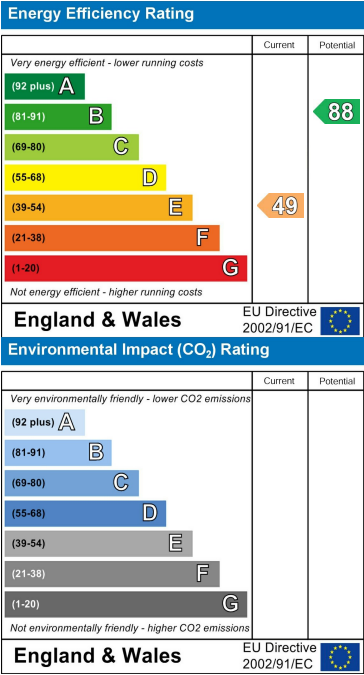 Energy Efficiency Rating
Current Potential
Very energy efficient - lower running costs
(92 plus) A
(81-91) B
88
(69-80) C
(55-68) D
(39-54) E
49
(21-38) F
(1-20) G
Not energy efficient - higher running costs
England & Wales
EU Directive
2002/91/EC
Environmental Impact (CO₂) Rating
Current Potential
Very environmentally friendly - lower CO2 emissions
(92 plus) A
(81-91) B
(69-80) C
(55-68) D
(39-54) E
(21-38) F
(1-20) G
Not environmentally friendly - higher CO2 emissions
England & Wales
EU Directive
2002/91/EC